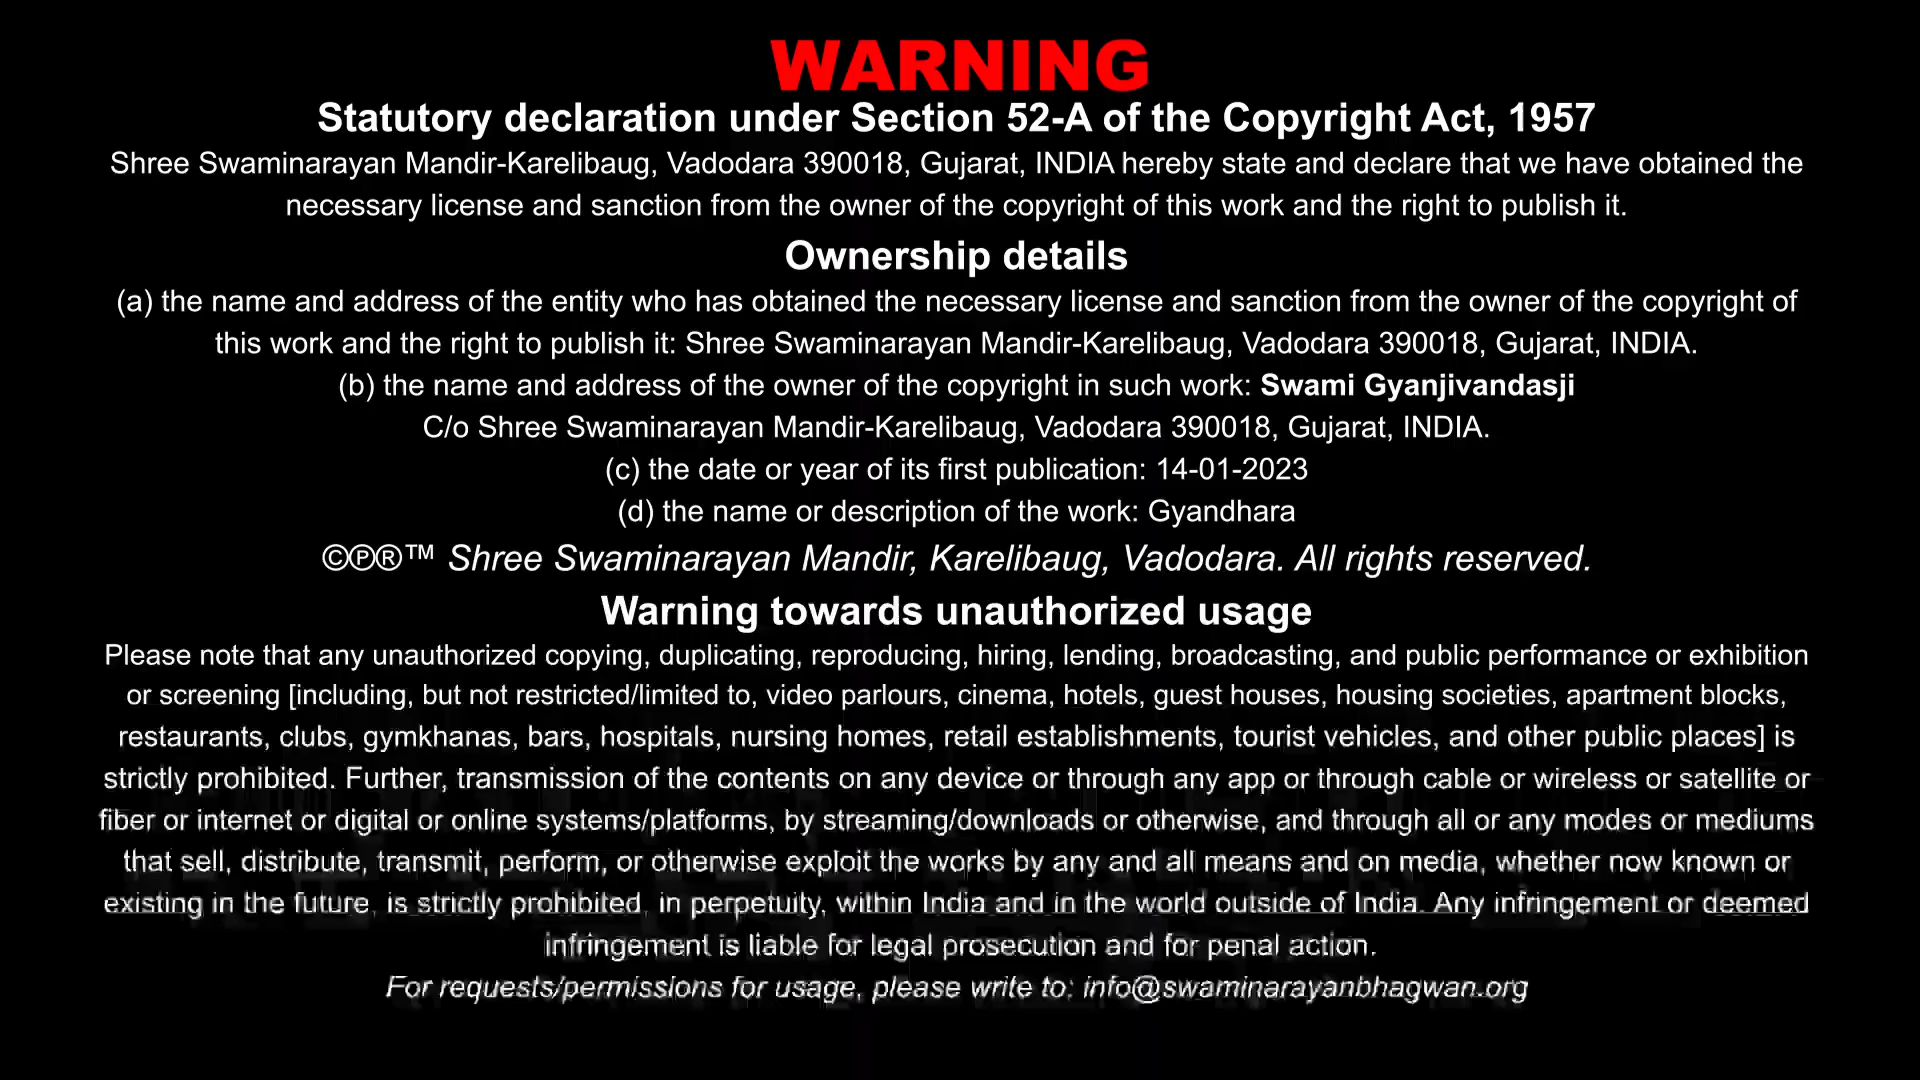 WARNING
Statutory declaration under Section 52-A of the Copyright Act, 1957
Shree Swaminarayan Mandir-Karelibaug, Vadodara 390018, Gujarat, INDIA hereby state and declare that we have obtained the
necessary license and sanction from the owner of the copyright of this work and the right to publish it.
Ownership details
(a) the name and address of the entity who has obtained the necessary license and sanction from the owner of the copyright of
this work and the right to publish it: Shree Swaminarayan Mandir-Karelibaug, Vadodara 390018, Gujarat, INDIA.
(b) the name and address of the owner of the copyright in such work: Swami Gyanjivandasji
C/o Shree Swaminarayan Mandir-Karelibaug, Vadodara 390018, Gujarat, INDIA.
(c) the date or year of its first publication: 14-01-2023
(d) the name or description of the work: Gyandhara
©℗®™ Shree Swaminarayan Mandir, Karelibaug, Vadodara. All rights reserved.
Warning towards unauthorized usage
Please note that any unauthorized copying, duplicating, reproducing, hiring, lending, broadcasting, and public performance or exhibition
or screening [including, but not restricted/limited to, video parlours, cinema, hotels, guest houses, housing societies, apartment blocks,
restaurants, clubs, gymkhanas, bars, hospitals, nursing homes, retail establishments, tourist vehicles, and other public places] is
strictly prohibited. Further, transmission of the contents on any device or through any app or through cable or wireless or satellite or
fiber or internet or digital or online systems/platforms, by streaming/downloads or otherwise, and through all or any modes or mediums
that sell, distribute, transmit, perform, or otherwise exploit the works by any and all means and on media, whether now known or
existing in the future, is strictly prohibited, in perpetuity, within India and in the world outside of India. Any infringement or deemed
infringement is liable for legal prosecution and for penal action.
For requests/permissions for usage, please write to: info@swaminarayanbhagwan.org